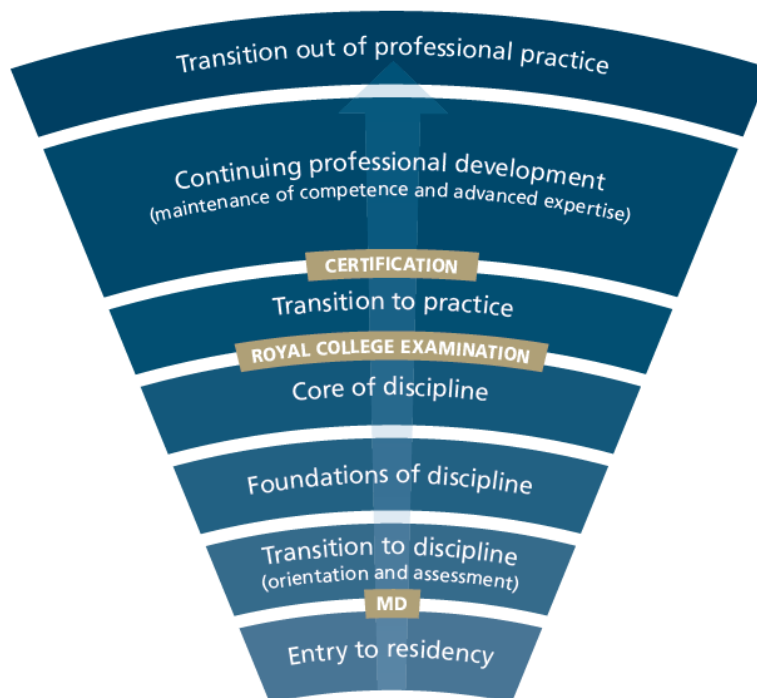 Transition out of professional practice
Continuing professional development
(maintenance of competence and advanced expertise)
CERTIFICATION
Transition to practice
ROYAL COLLEGE EXAMINATION
Core of discipline
Foundations of discipline
Transition to discipline
(orientation and assessment)
MD
Entry to residency